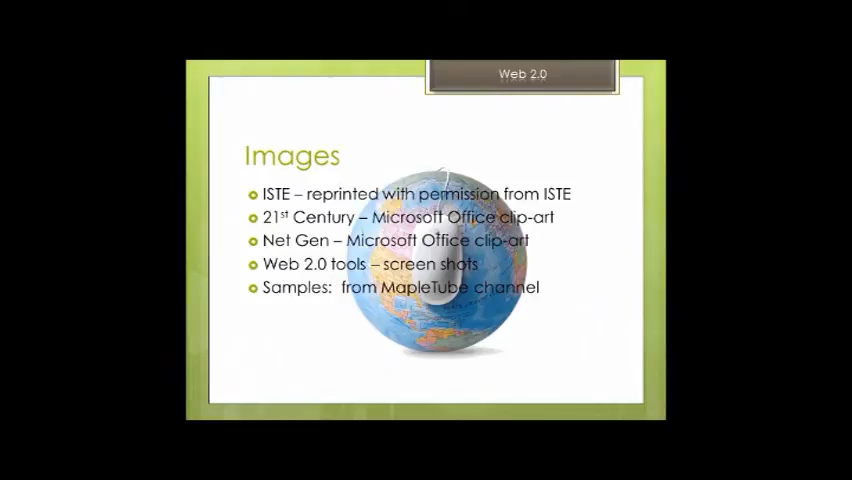 Web 2.0
Images
ISTE – reprinted with permission from ISTE
21st Century – Microsoft Office clip-art
Net Gen – Microsoft Office clip-art
Web 2.0 tools – screen shots
Samples: from MapleTube channel